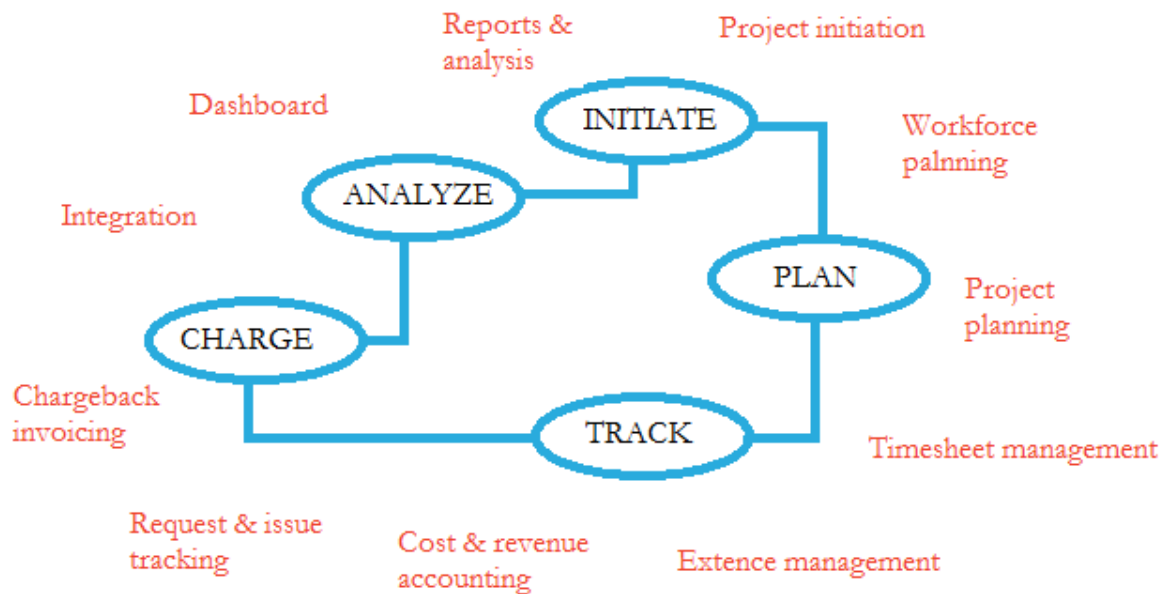 Reports &
analysis
Project initiation
Dashboard
INITIATE
Workforce
palnning
ANALYZE
Integration
PLAN
Project
planning
CHARGE
Chargeback
invoicing
TRACK
Timesheet management
Request & issue
tracking
Cost & revenue
accounting
Extence management